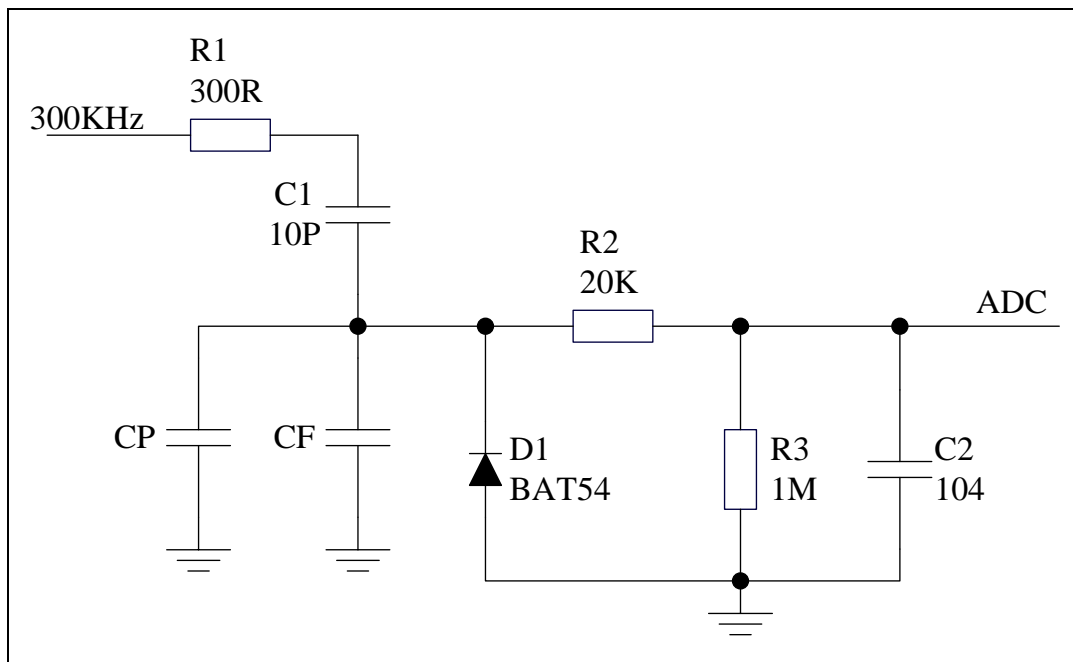 R1
300R
300KHz
C1
10P
R2
20K
ADC
CP
CF
D1
BAT54
R3
1M
C2
104